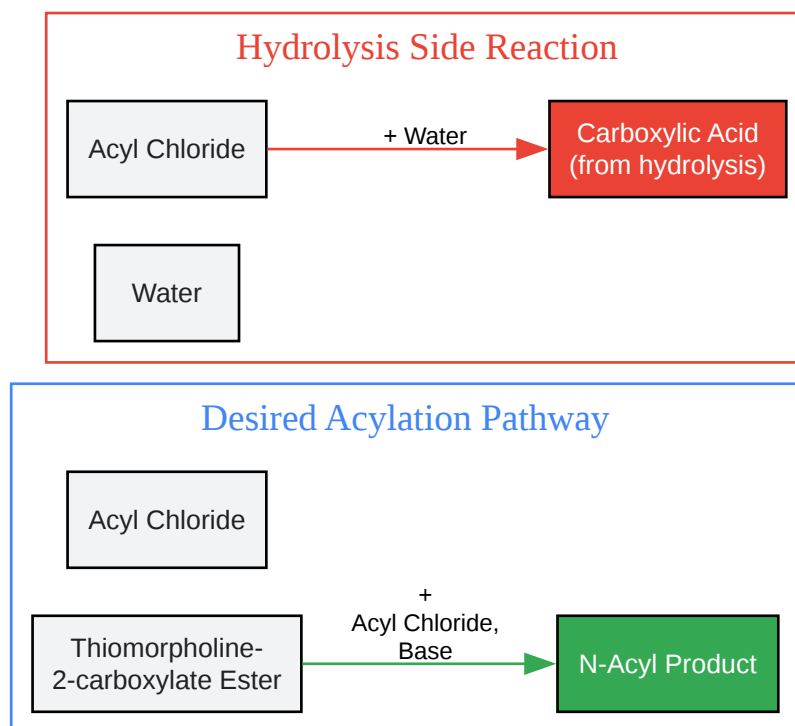 Hydrolysis Side Reaction
Acyl Chloride
+ Water
Carboxylic Acid
(from hydrolysis)
Water
Desired Acylation Pathway
Acyl Chloride
Thiomorpholine-
2-carboxylate Ester
+
Acyl Chloride,
Base
N-Acyl Product